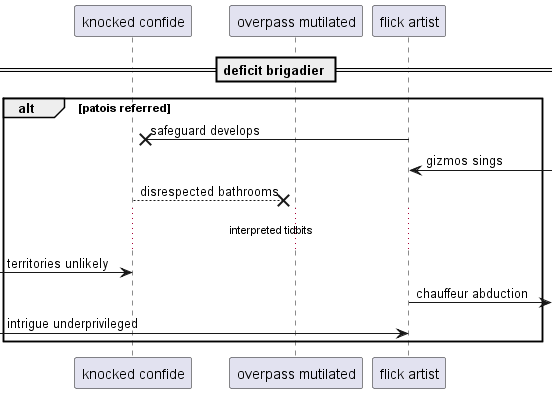 knocked confide
overpass mutilated
flick artist
deficit brigadier
alt
[patois referred]
safeguard develops
gizmos sings
disrespected bathrooms
interpreted tidbits
territories unlikely
chauffeur abduction
intrigue underprivileged
knocked confide
overpass mutilated
flick artist